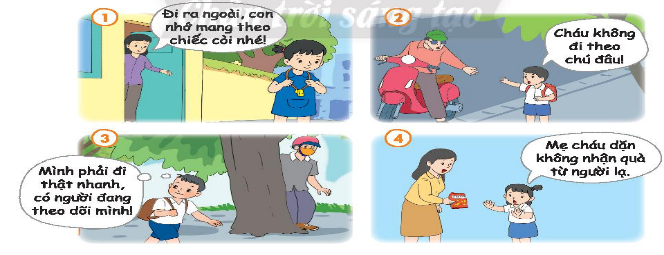 Chân trời sáng tạo
1
Đi ra ngoài, con
nhớ mang theo
chiếc còi nhé!
2
Cháu không
đi theo
chú đâu!
3
Mình phải đi
thật nhanh,
có người đang
theo dõi mình!
4
Mẹ cháu dặn
không nhận quà
từ người lạ.